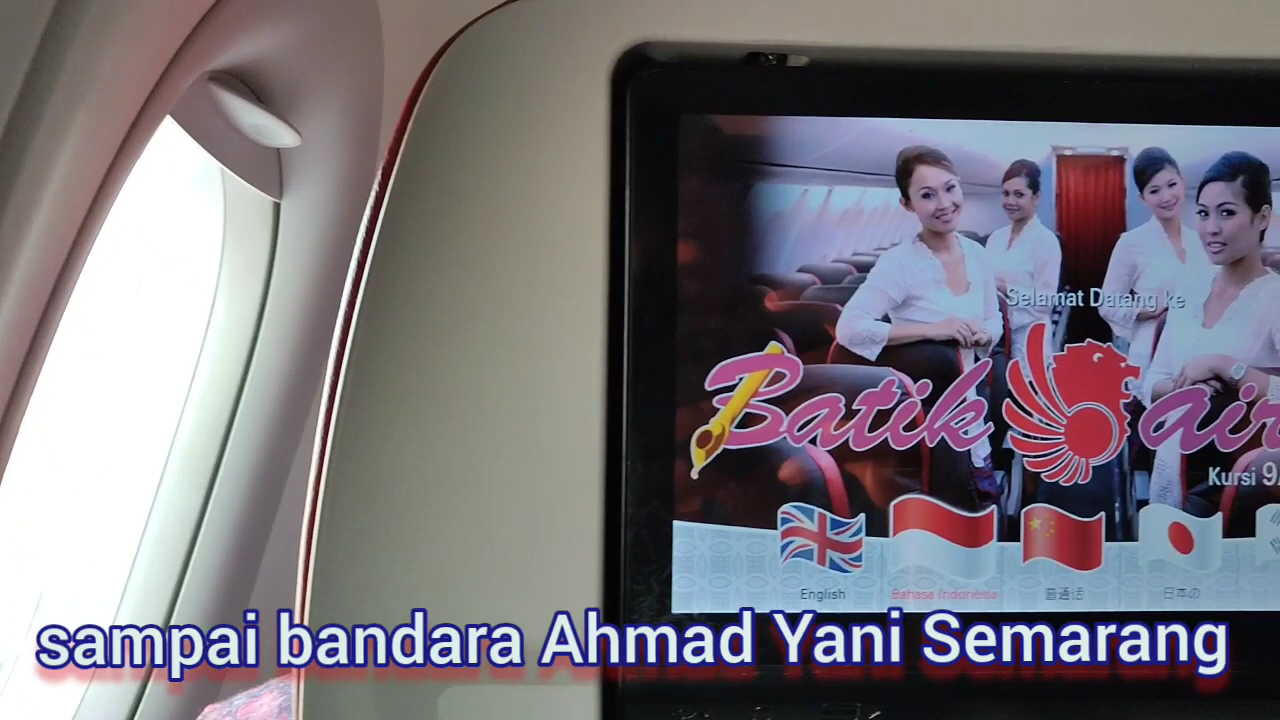 Selamat Datang ke
Batik air
Kursi 9
English
Bahasa Indonesia
普通话
日本の
sampai bandara Ahmad Yani Semarang